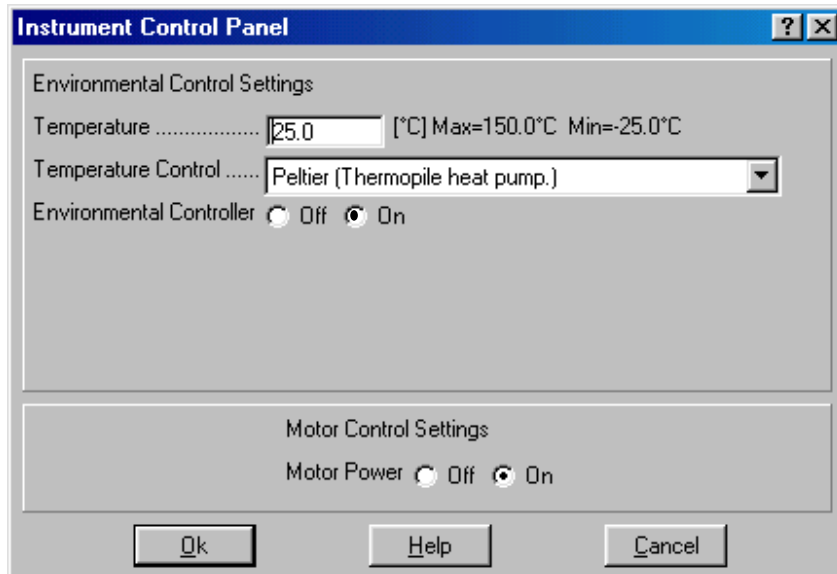 Instrument Control Panel
Environmental Control Settings
Temperature .................. 25.0 [°C] Max=150.0°C Min=-25.0°C
Temperature Control ...... Peltier (Thermopile heat pump.)
Environmental Controller Off On
Motor Control Settings
Motor Power Off On
Ok Help Cancel